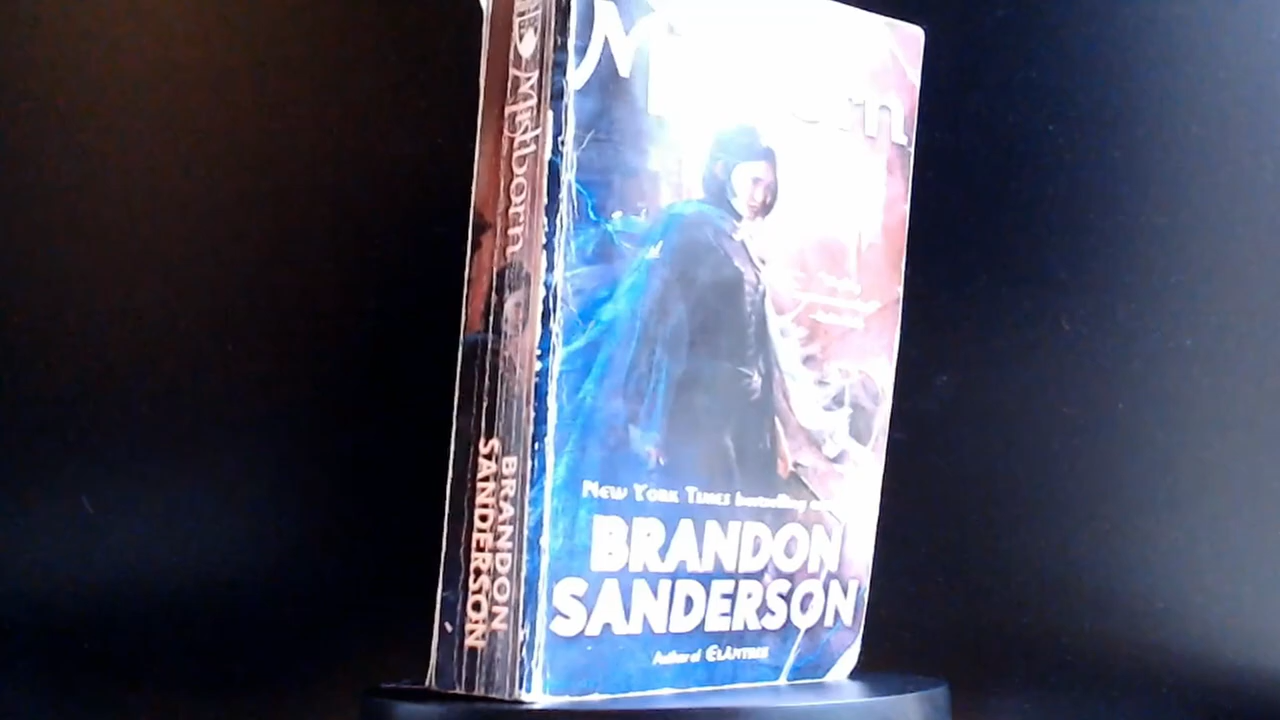 Mistborn
BRANDON
SANDERSON
NEW YORK TIMES bestselling
BRANDON
SANDERSON
Author of ELANTRIS